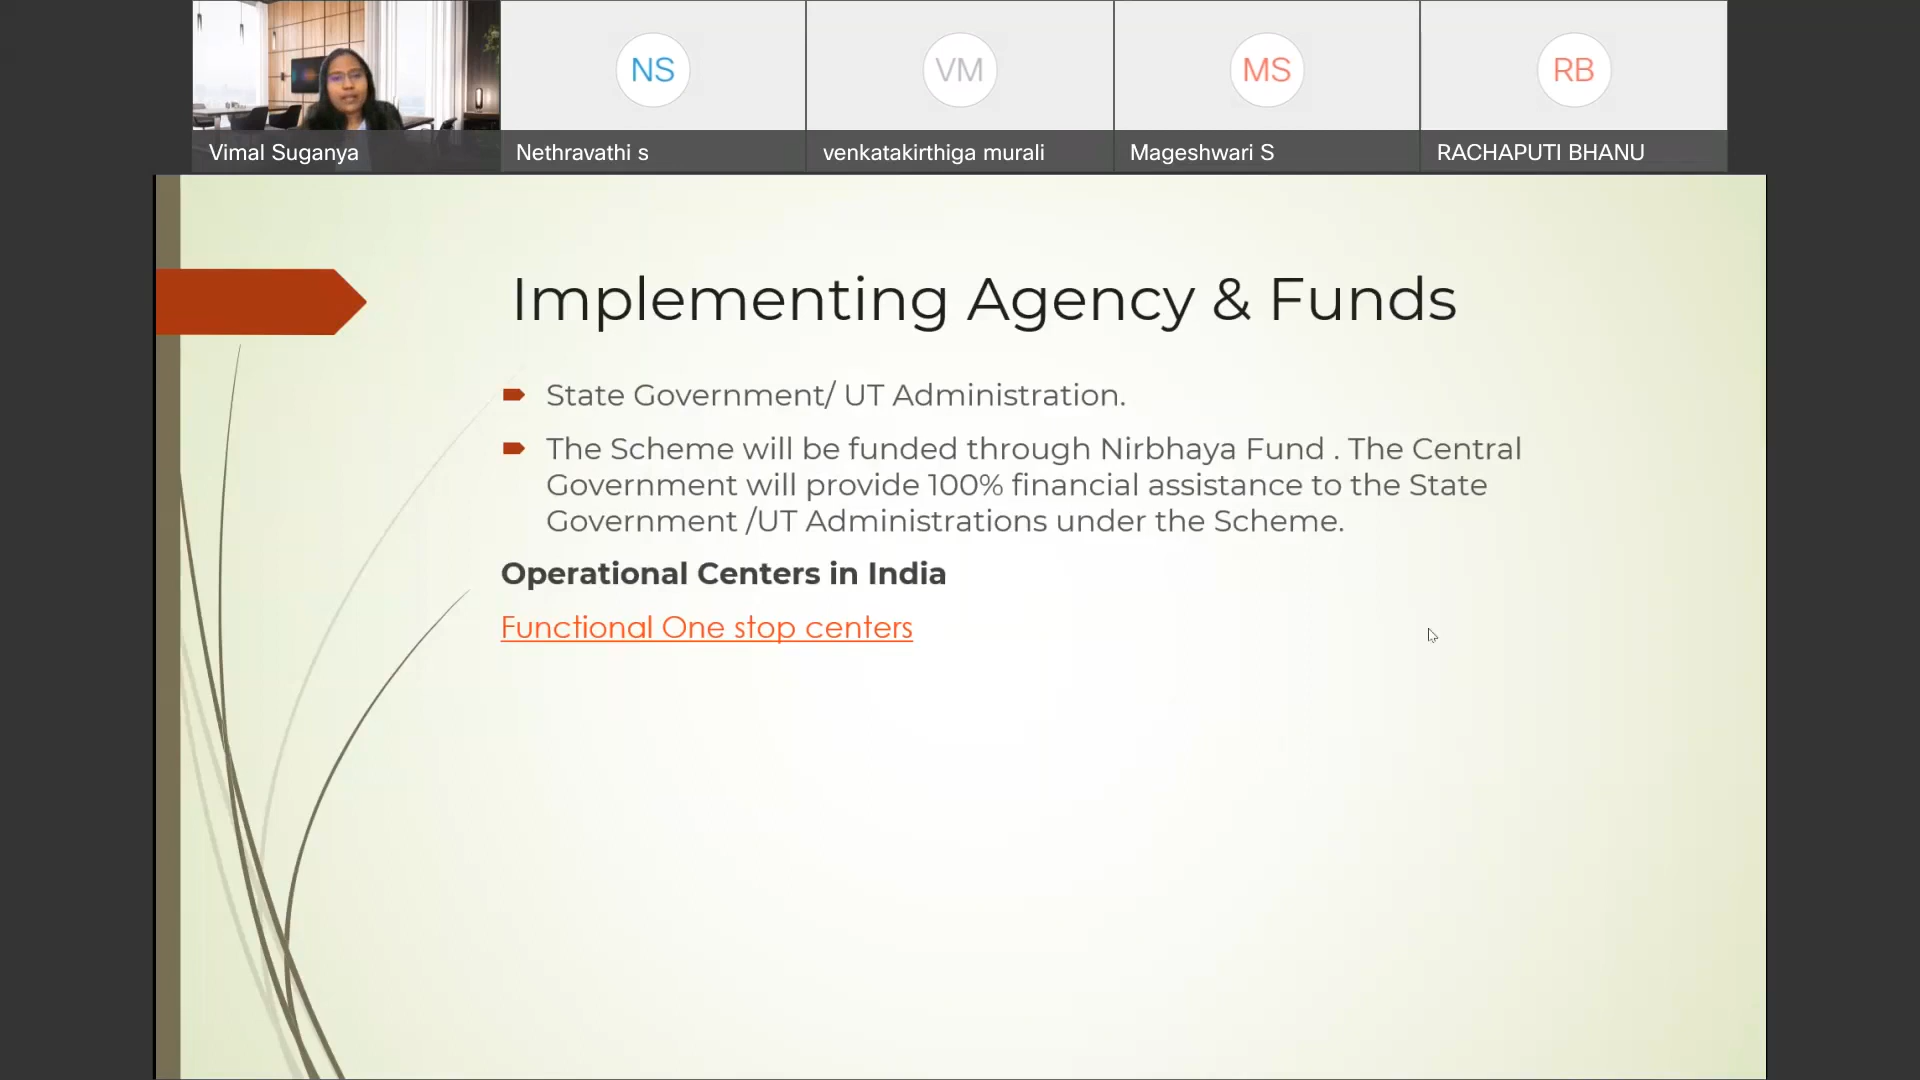 NS
VM
MS
RB
Vimal Suganya
Nethravathi s
venkatakirthiga murali
Mageshwari S
RACHAPUTI BHANU
Implementing Agency & Funds
State Government/ UT Administration.
The Scheme will be funded through Nirbhaya Fund . The Central
Government will provide 100% financial assistance to the State
Government /UT Administrations under the Scheme.
Operational Centers in India
Functional One stop centers